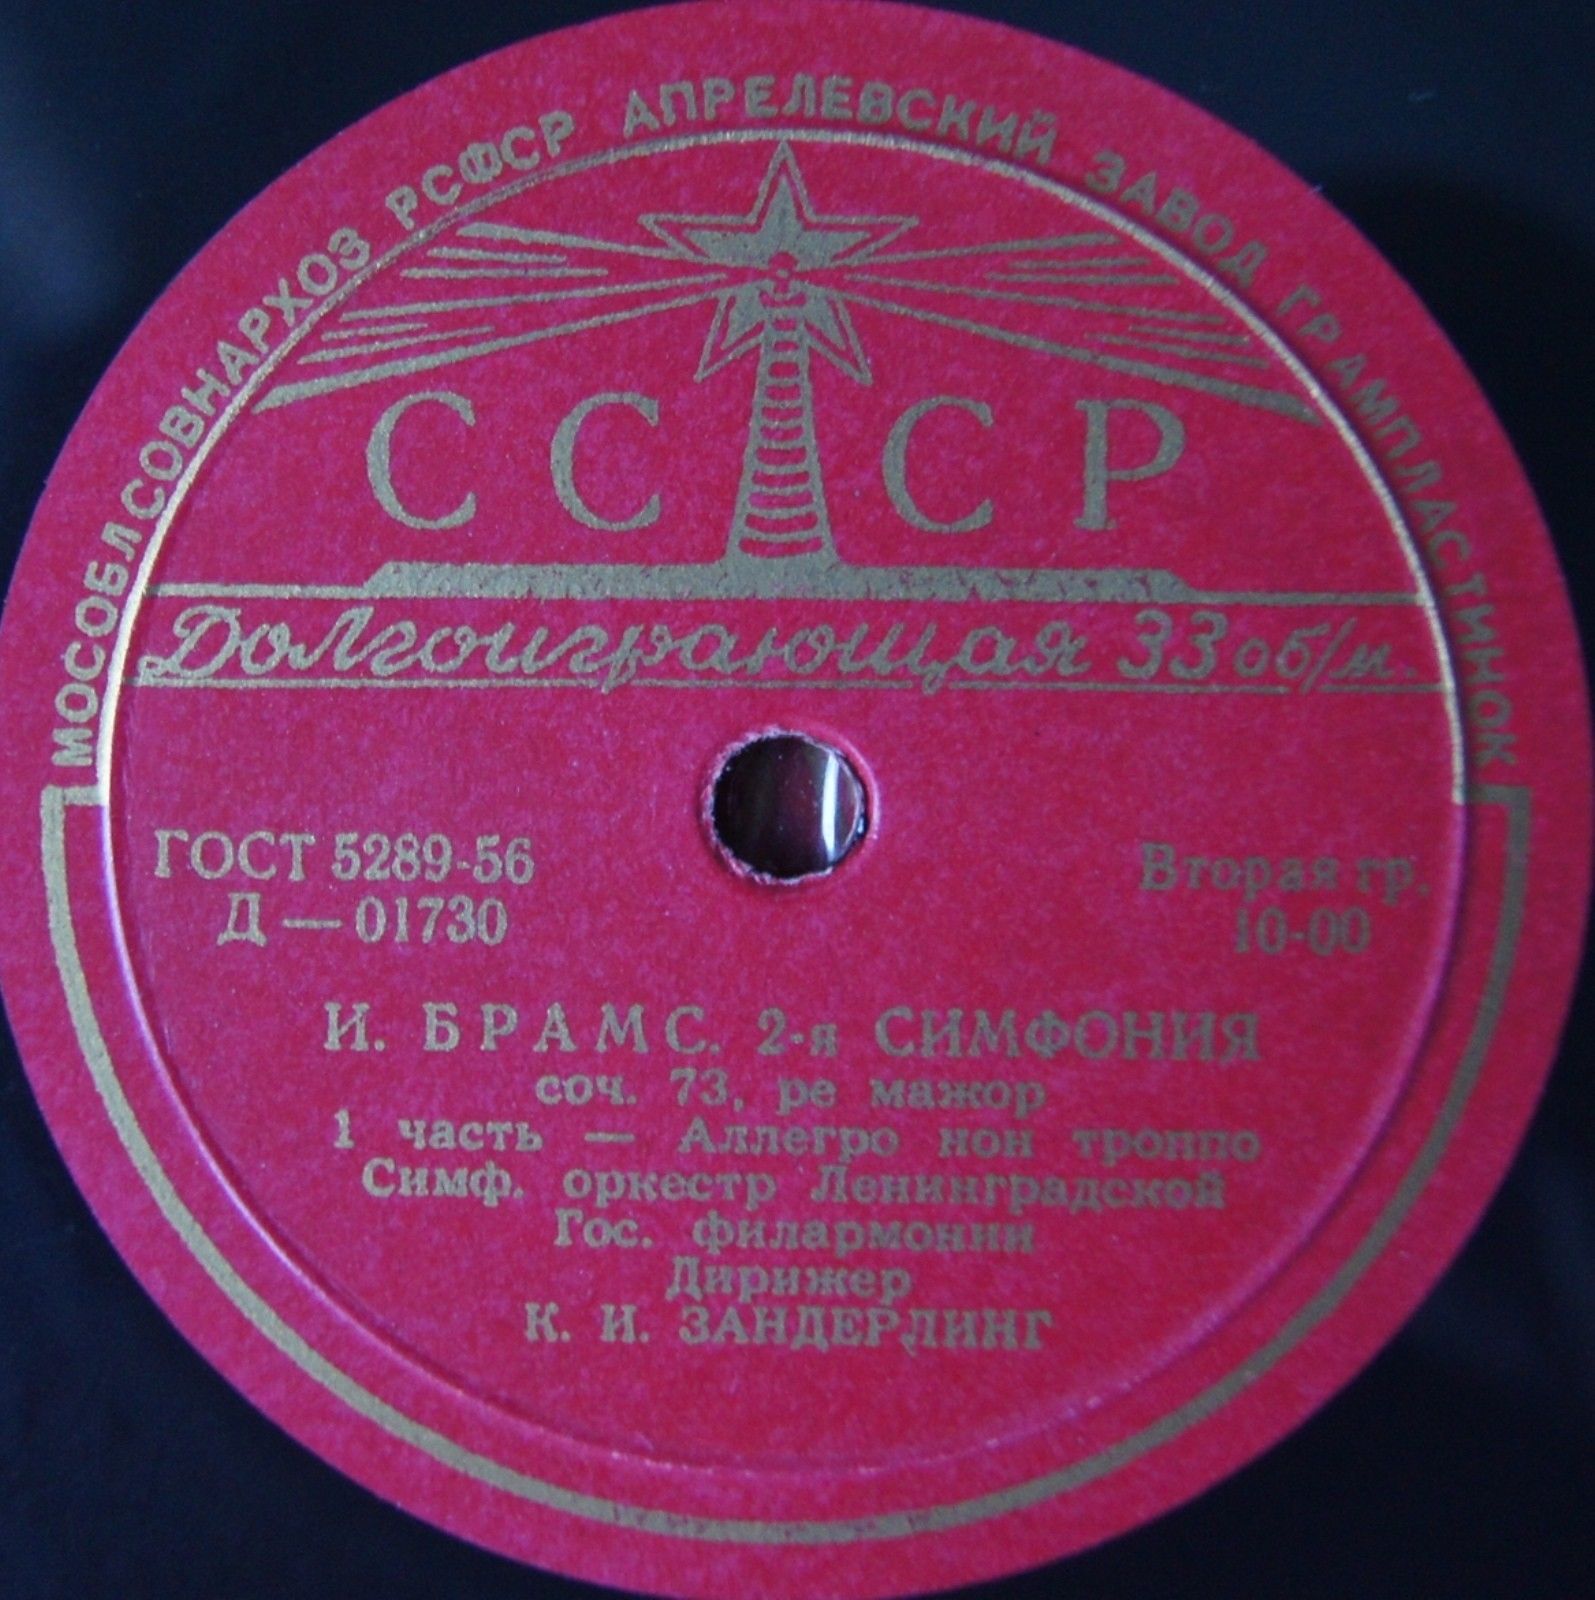 МОСОБЛСОВНАРХОЗ РСФСР АПРЕЛЕВСКИЙ ЗАВОД ГРАМПЛАСТИНОК
СССР
Долгоиграющая 33 об/м.
ГОСТ 5289-56
Д — 01730
Вторая гр.
10-00
И. БРАМС. 2-я СИМФОНИЯ
соч. 73, ре мажор
1 часть — Аллегро нон троппо
Симф. оркестр Ленинградской
Гос. филармонии
Дирижер
К. И. ЗАНДЕРЛИНГ